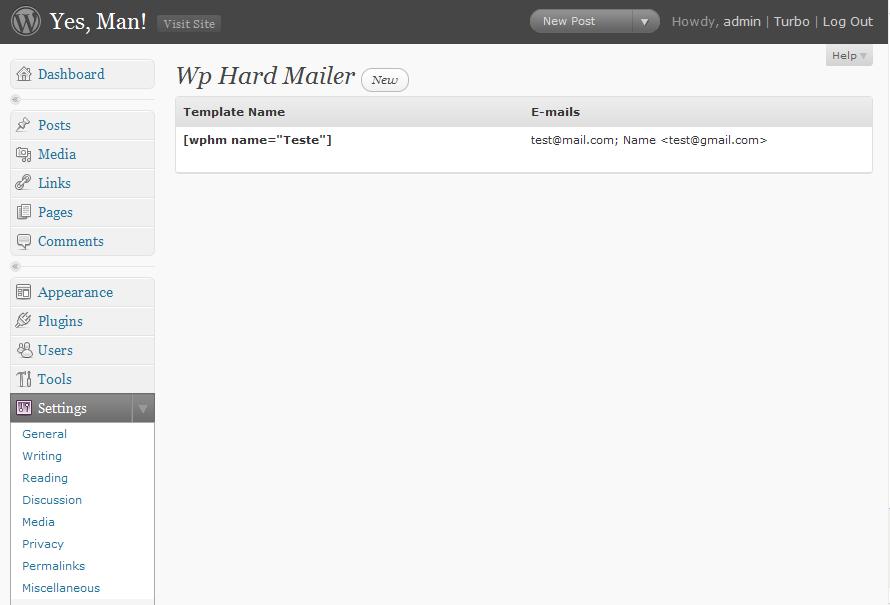 Yes, Man! Visit Site New Post Howdy, admin | Turbo | Log Out
Help
Wp Hard Mailer New
Template Name E-mails
[wphm name="Teste"] test@mail.com; Name <test@gmail.com>
Dashboard
Posts
Media
Links
Pages
Comments
Appearance
Plugins
Users
Tools
Settings
General
Writing
Reading
Discussion
Media
Privacy
Permalinks
Miscellaneous